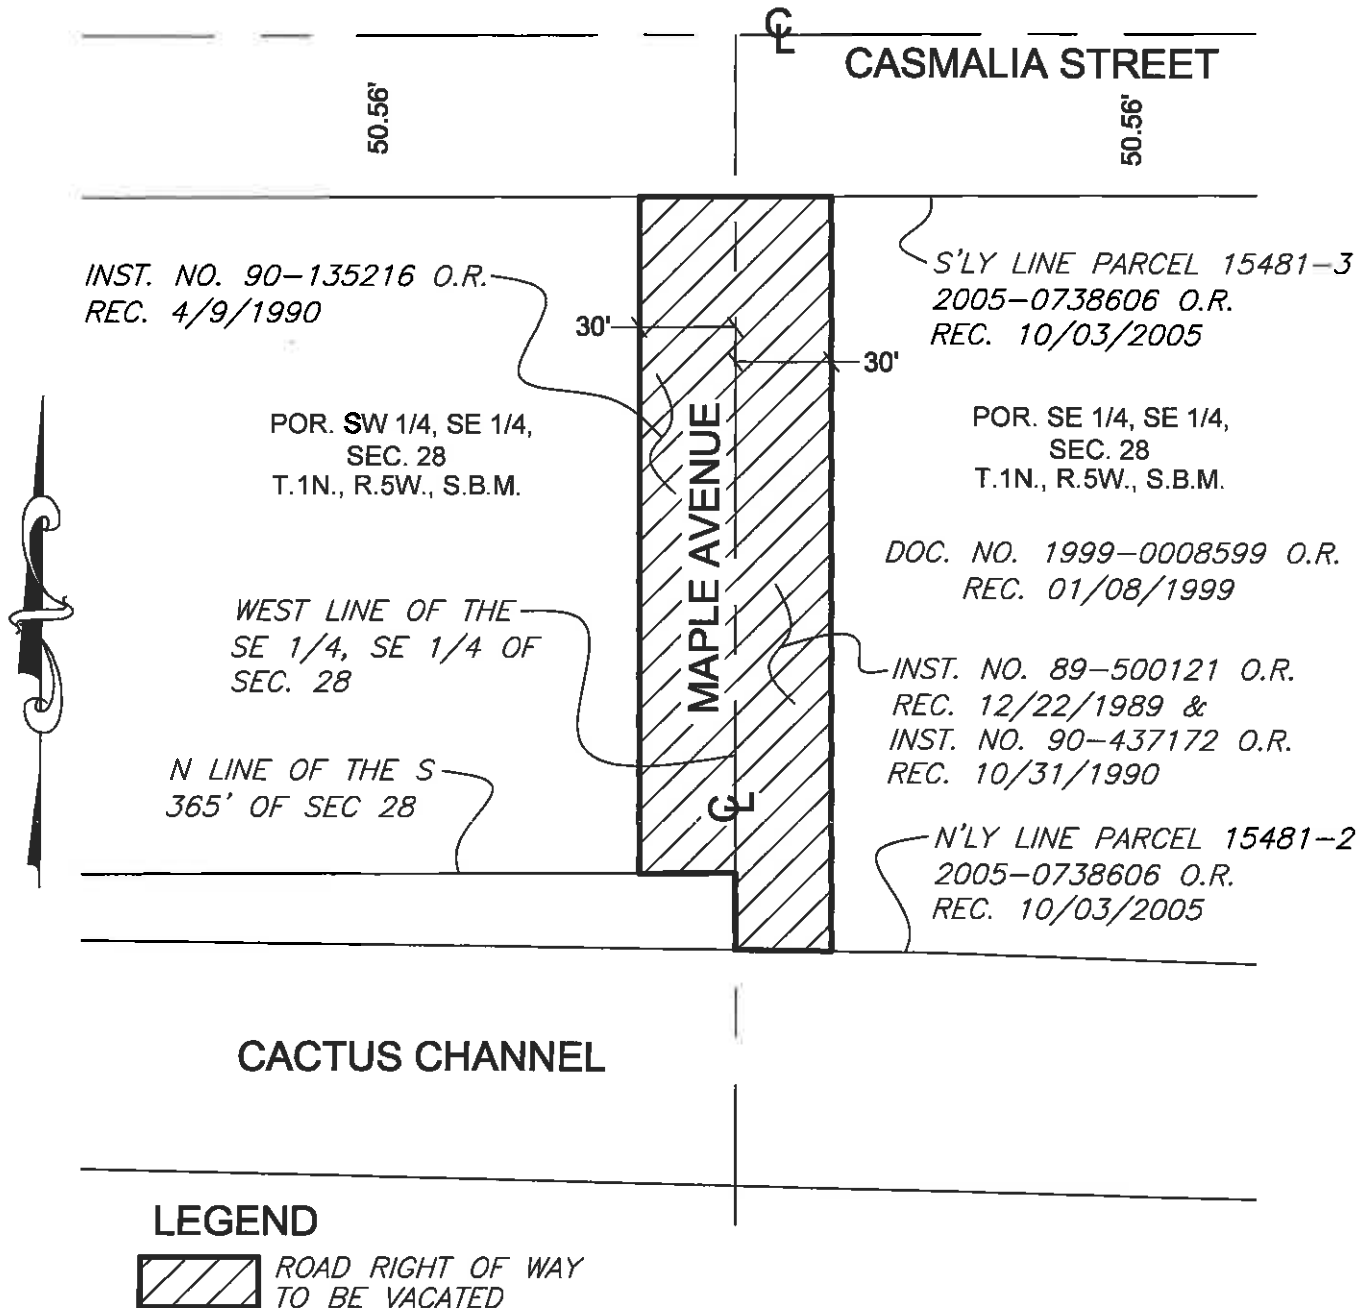 CL
CASMALIA STREET
50.56'
50.56'
INST. NO. 90-135216 O.R.
REC. 4/9/1990
S'LY LINE PARCEL 15481-3
2005-0738606 O.R.
REC. 10/03/2005
30'
30'
POR. SW 1/4, SE 1/4,
SEC. 28
T.1N., R.5W., S.B.M.
MAPLE AVENUE
POR. SE 1/4, SE 1/4,
SEC. 28
T.1N., R.5W., S.B.M.
DOC. NO. 1999-0008599 O.R.
REC. 01/08/1999
WEST LINE OF THE
SE 1/4, SE 1/4 OF
SEC. 28
INST. NO. 89-500121 O.R.
REC. 12/22/1989 &
INST. NO. 90-437172 O.R.
REC. 10/31/1990
N LINE OF THE S
365' OF SEC 28
CL
N'LY LINE PARCEL 15481-2
2005-0738606 O.R.
REC. 10/03/2005
CACTUS CHANNEL
LEGEND
ROAD RIGHT OF WAY
TO BE VACATED